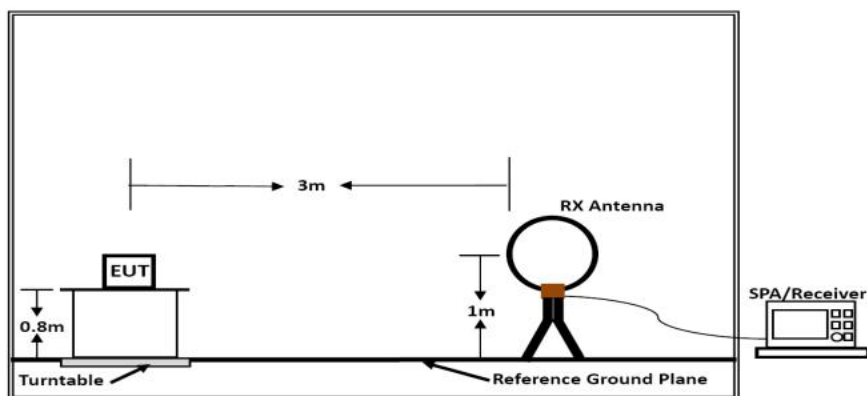 3m
RX Antenna
EUT
SPA/Receiver
0.8m
1m
Turntable
Reference Ground Plane